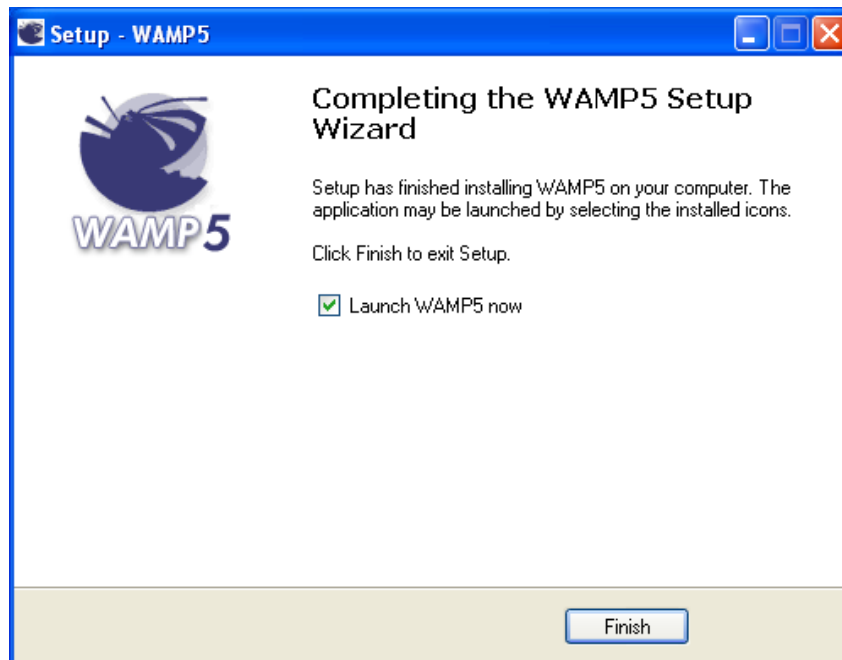 Setup - WAMP5
Completing the WAMP5 Setup
Wizard
WAMP5
Setup has finished installing WAMP5 on your computer. The
application may be launched by selecting the installed icons.
Click Finish to exit Setup.
Launch WAMP5 now
Finish